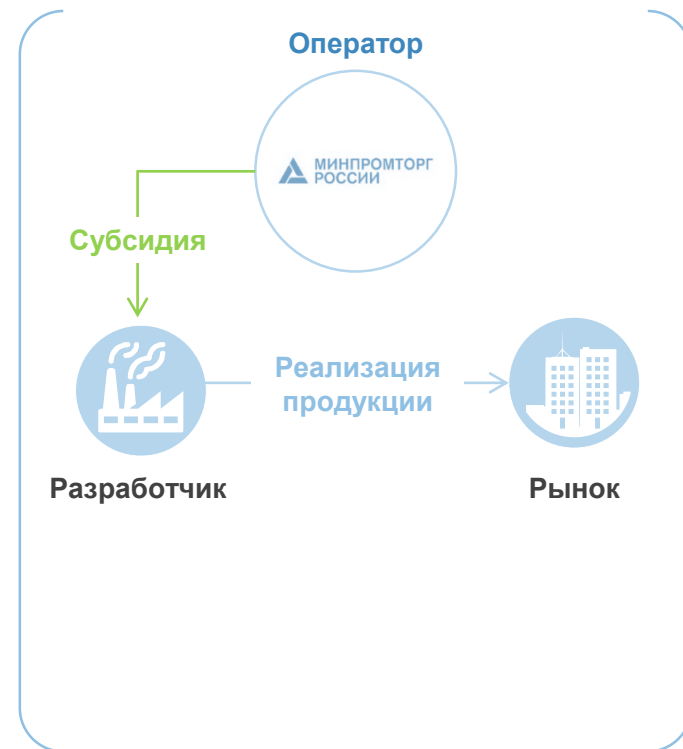 Оператор
МИНПРОМТОРГ
РОССИИ
Субсидия
Реализация
продукции
Разработчик
Рынок